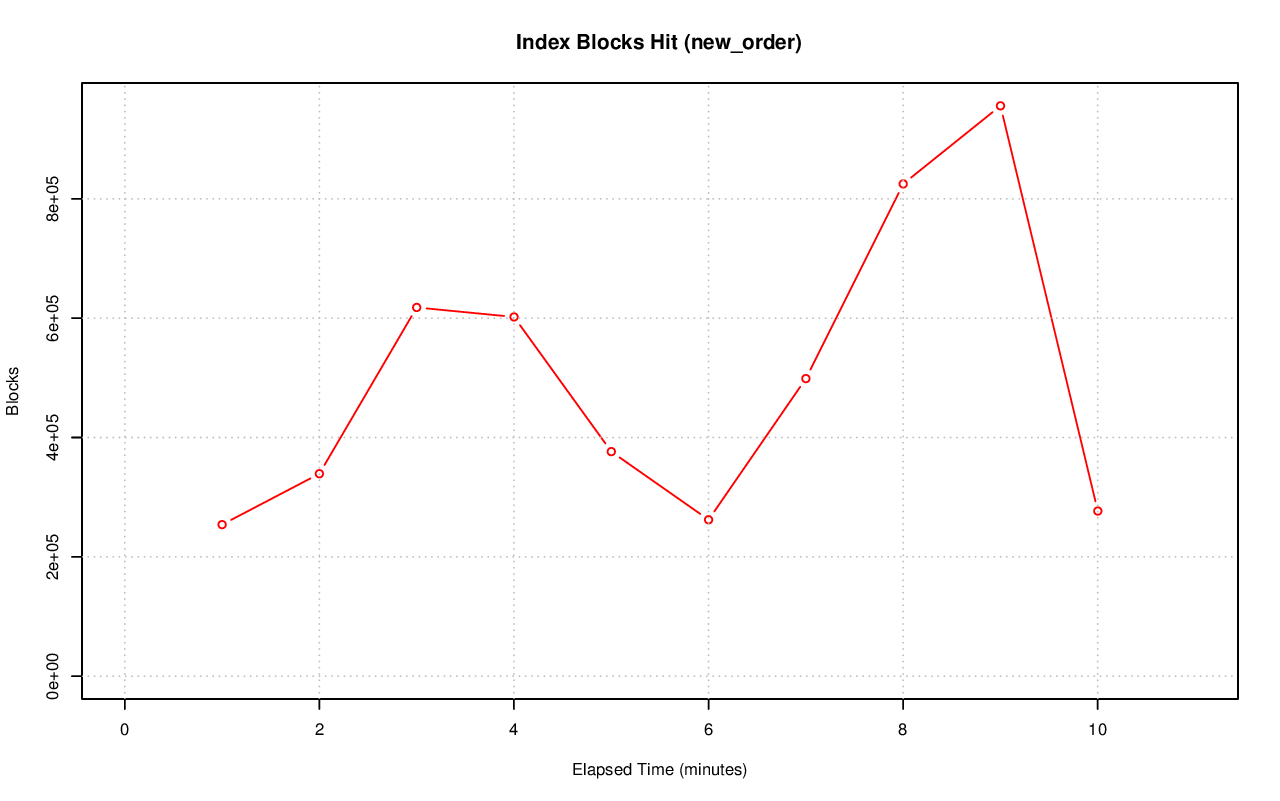 Index Blocks Hit (new_order)
Blocks
8e+05
6e+05
4e+05
2e+05
0e+00
0 2 4 6 8 10
Elapsed Time (minutes)